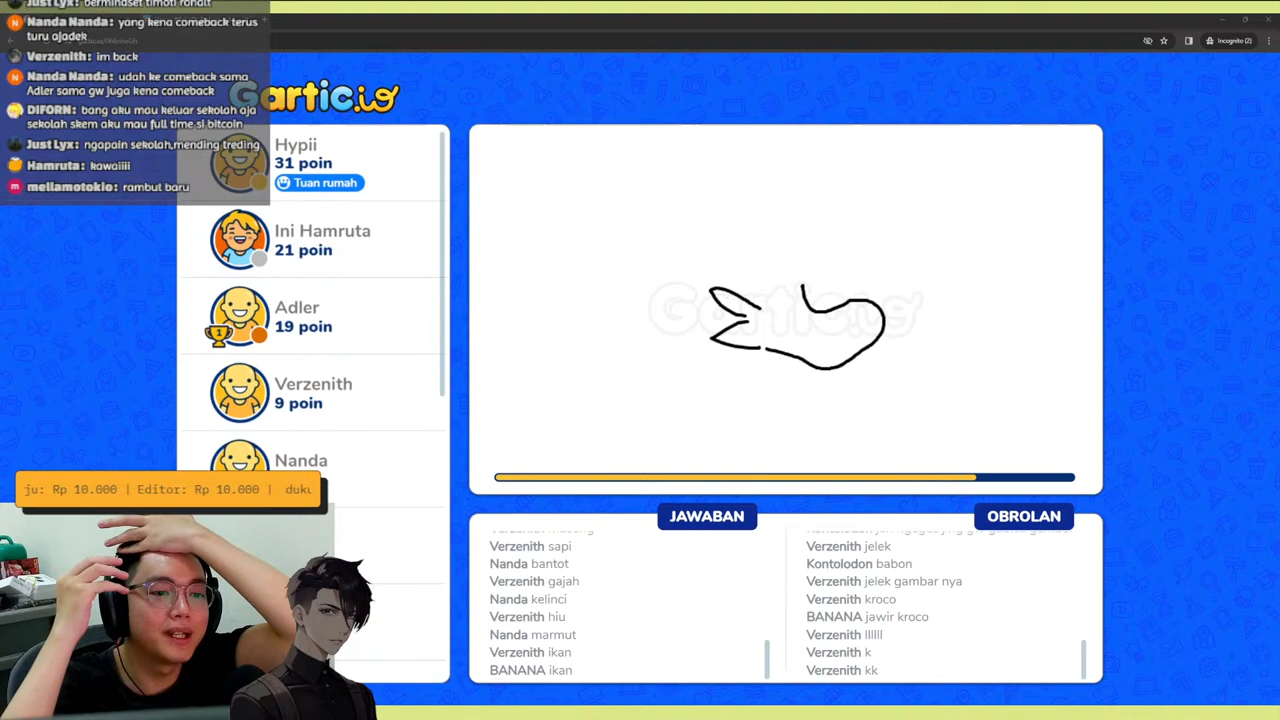 Just Lyx: bermindset timoti ronalt
Nanda Nanda: yang kena comeback terus
turu ajadek
Verzenith: im back
Nanda Nanda: udah ke comeback sama
Adler sama gw juga kena comeback
DIFORN: bang aku mau keluar sekolah aja
sekolah skem aku mau full time si bitcoin
Just Lyx: ngapain sekolah,mending treding
Hamruta: kawaiiii
mellamotokio: rambut baru
Incognito (2)
Gartic.io
Hypii
31 poin
Tuan rumah
Ini Hamruta
21 poin
Adler
1
19 poin
Verzenith
9 poin
Nanda
ju: Rp 10.000 | Editor: Rp 10.000 | duku
Gartic.io
JAWABAN
Verzenith sapi
Nanda bantot
Verzenith gajah
Nanda kelinci
Verzenith hiu
Nanda marmut
Verzenith ikan
BANANA ikan
OBROLAN
Verzenith jelek
Kontolodon babon
Verzenith jelek gambar nya
Verzenith kroco
BANANA jawir kroco
Verzenith llllll
Verzenith k
Verzenith kk